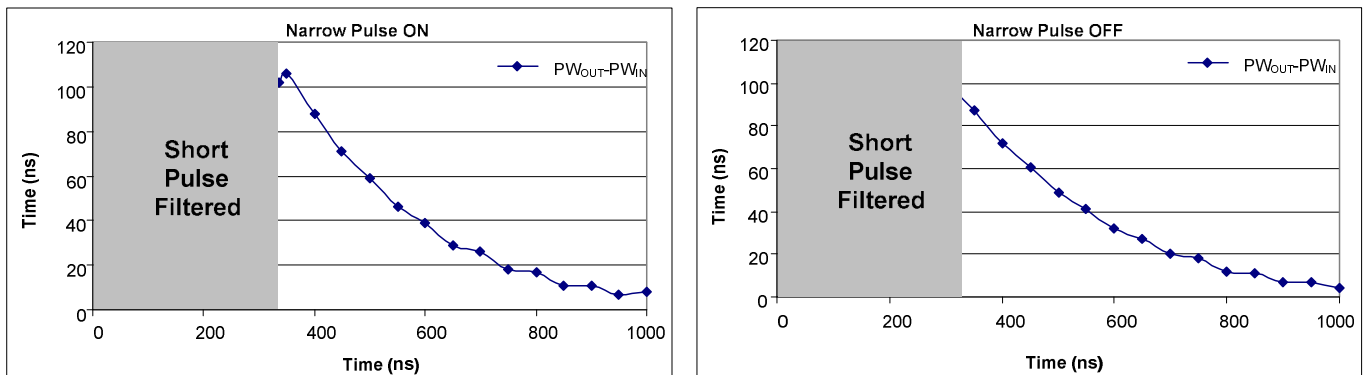 Narrow Pulse ON
120
100
80
60
40
20
0
Time (ns)
Short
Pulse
Filtered
PWOUT-PWIN
0 200 400 600 800 1000
Time (ns)
Narrow Pulse OFF
120
100
80
60
40
20
0
Time (ns)
Short
Pulse
Filtered
PWOUT-PWIN
0 200 400 600 800 1000
Time (ns)